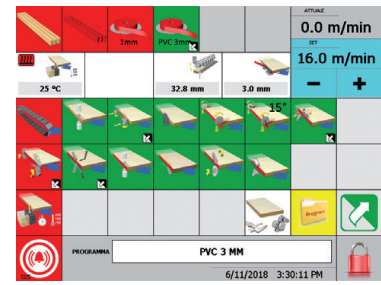 ATTUALE
0.0 m/min
1mm
PVC 3mm
SET
16.0 m/min
25 °C
32.8 mm
3.0 mm
15°
Program
PROGRAMMA
PVC 3 MM
6/11/2018 3:30:11 PM